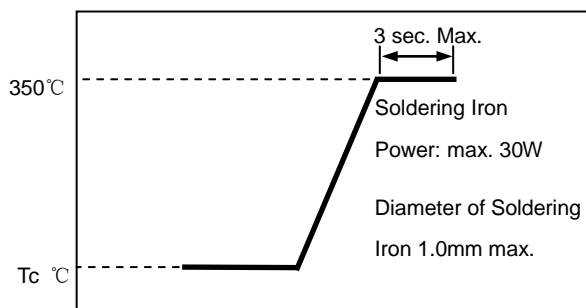 3 sec. Max.
350℃
Soldering Iron
Power: max. 30W
Diameter of Soldering
Iron 1.0mm max.
Tc ℃